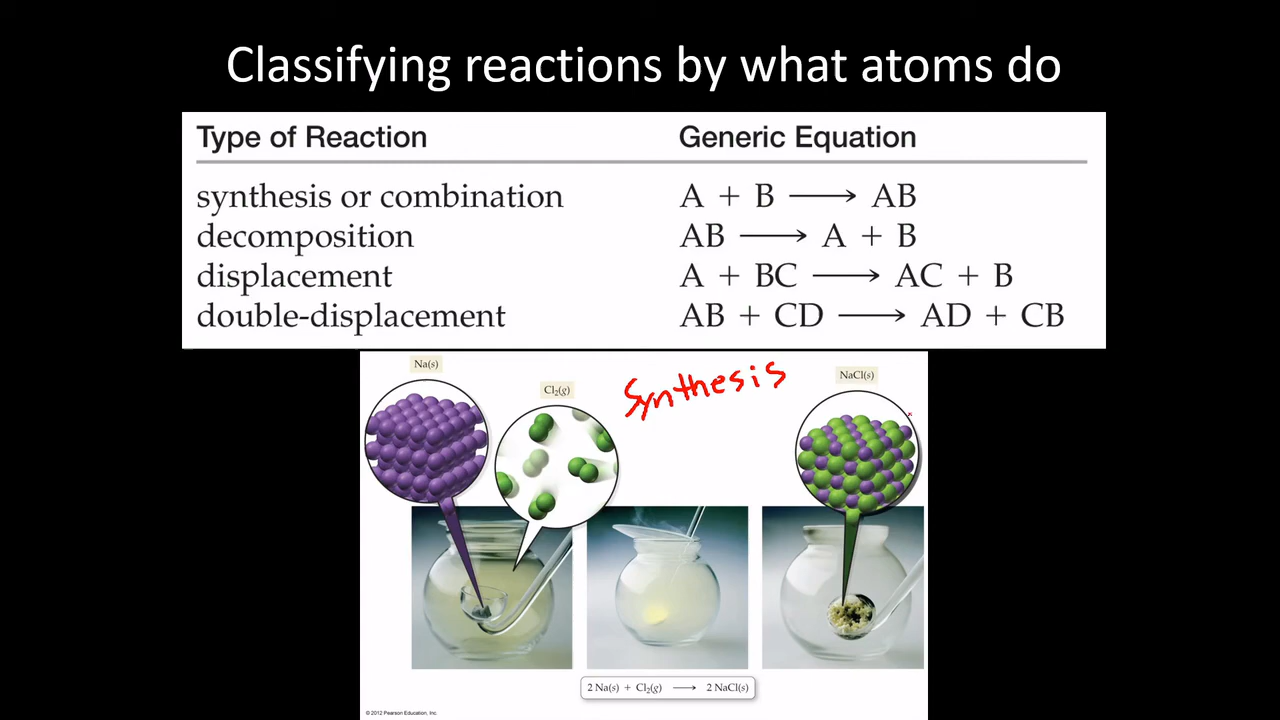 Classifying reactions by what atoms do
Type of Reaction Generic Equation
synthesis or combination A + B ⟶ AB
decomposition AB ⟶ A + B
displacement A + BC ⟶ AC + B
double-displacement AB + CD ⟶ AD + CB
Na(s)
Cl₂(g)
Synthesis
NaCl(s)
2 Na(s) + Cl₂(g) ⟶ 2 NaCl(s)
© 2012 Pearson Education, Inc.